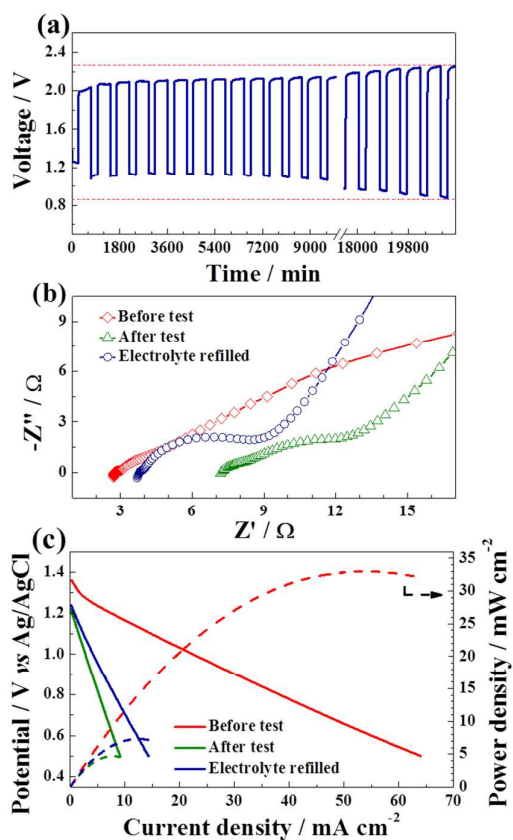 (a)
Voltage / V
2.4
2.0
1.6
1.2
0.8
0 1800 3600 5400 7200 9000 18000 19800
Time / min
(b)
-Z'' / Ω
9
6
3
0
Before test
After test
Electrolyte refilled
3 6 9 12 15
Z' / Ω
(c)
Potential / V vs Ag/AgCl
1.4
1.2
1.0
0.8
0.6
0.4
Before test
After test
Electrolyte refilled
35
30
25
20
15
10
5
0
Power density / mW cm⁻²
0 10 20 30 40 50 60 70
Current density / mA cm⁻²